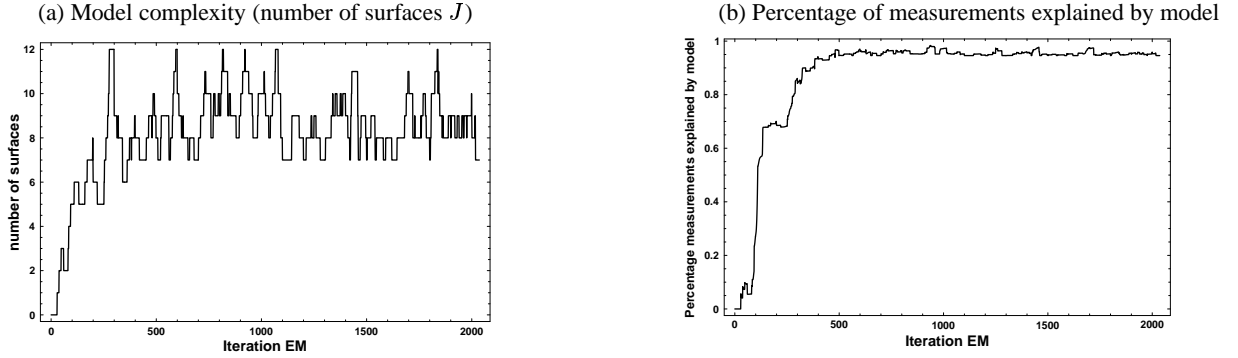 (a) Model complexity (number of surfaces J)
12
10
8
6
4
2
0
number of surfaces
0 500 1000 1500 2000
Iteration EM
(b) Percentage of measurements explained by model
1
0.8
0.6
0.4
0.2
0
Percentage measurements explained by model
0 500 1000 1500 2000
Iteration EM